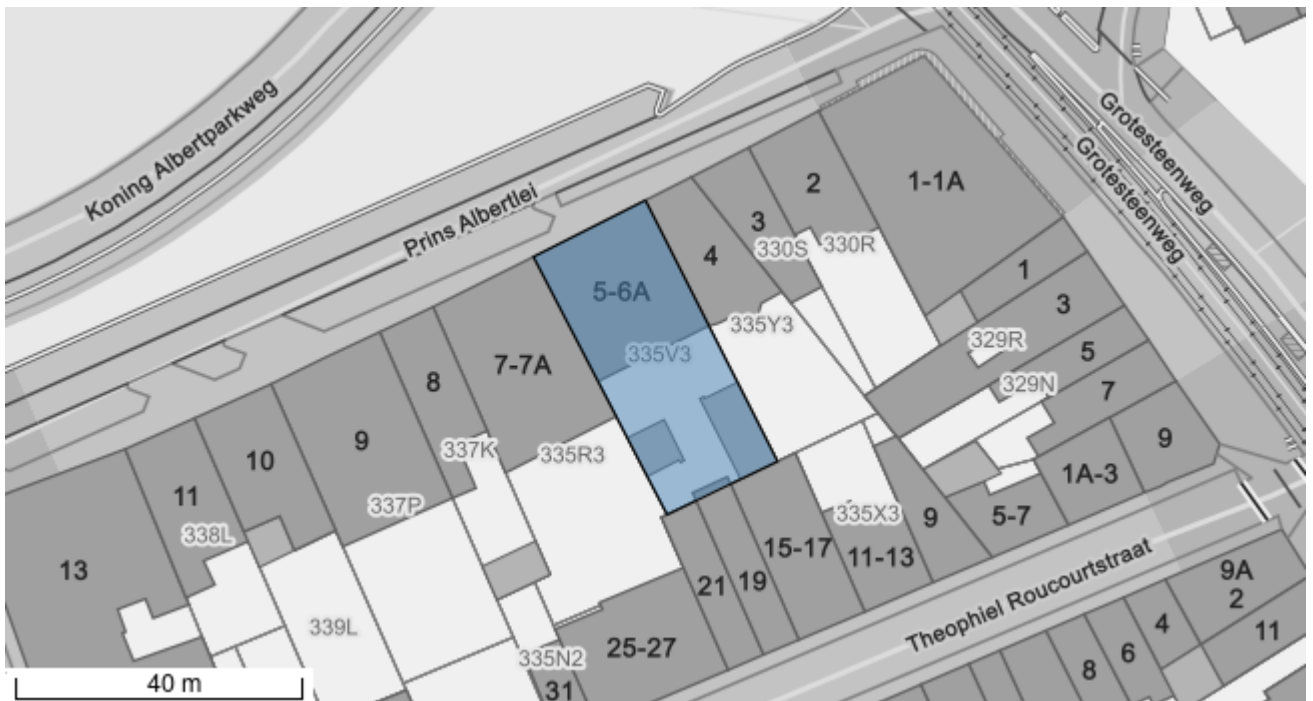 Koning Albertparkweg
Prins Albertlei
Grotesteenweg
Grotesteenweg
2
1-1A
3
4
330S
330R
5-6A
1
3
335Y3
335V3
329R
5
7-7A
8
329N
7
9
9
10
337K
335R3
1A-3
11
337P
338L
335X3
9
5-7
13
15-17
11-13
21
19
339L
Theophiel Roucourtstraat
9A
2
4
11
25-27
335N2
6
8
31
40 m